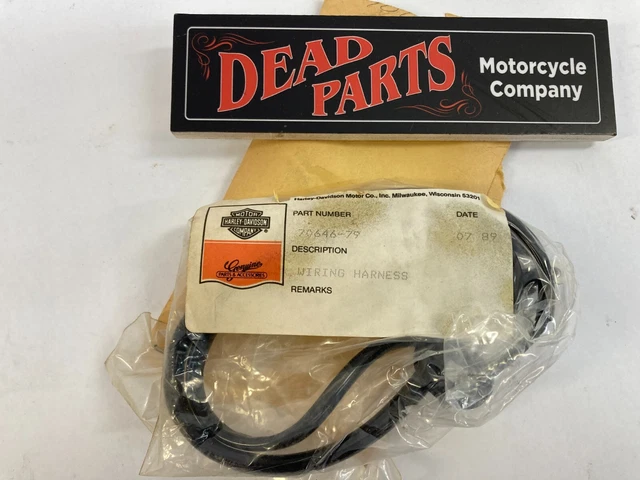 DEAD PARTS
Motorcycle
Company
Harley-Davidson Motor Co., Inc. Milwaukee, Wisconsin 53201
MOTOR
HARLEY-DAVIDSON
COMPANY
PART NUMBER
DATE
70646-79
07 89
DESCRIPTION
Genuine
PARTS & ACCESSORIES
WIRING HARNESS
REMARKS